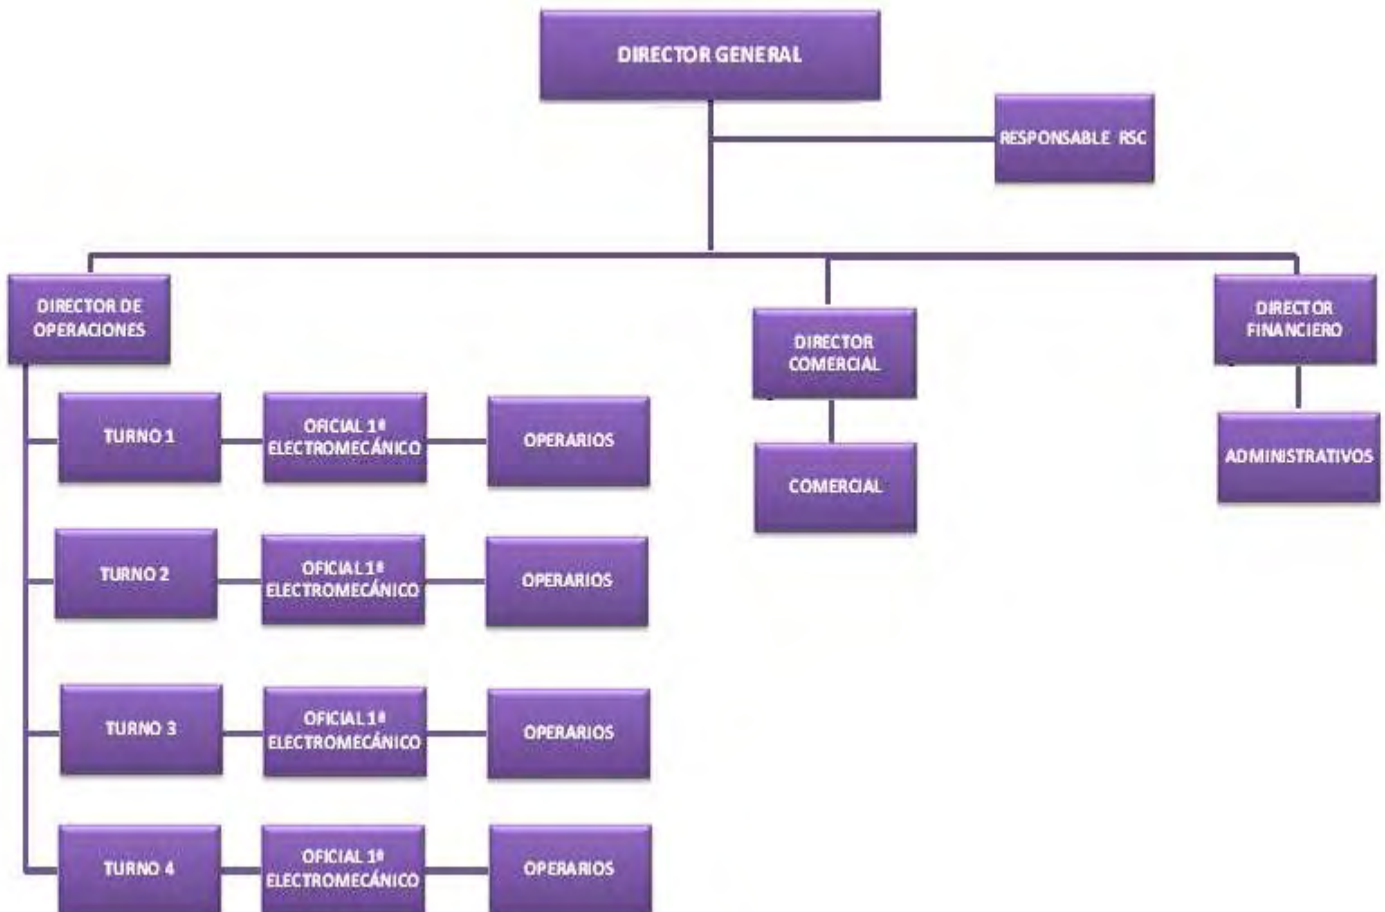 DIRECTOR GENERAL
RESPONSABLE RSC
DIRECTOR DE
OPERACIONES
DIRECTOR
COMERCIAL
DIRECTOR
FINANCIERO
TURNO 1
OFICIAL 1ª
ELECTROMECÁNICO
OPERARIOS
COMERCIAL
ADMINISTRATIVOS
TURNO 2
OFICIAL 1ª
ELECTROMECÁNICO
OPERARIOS
TURNO 3
OFICIAL 1ª
ELECTROMECÁNICO
OPERARIOS
TURNO 4
OFICIAL 1ª
ELECTROMECÁNICO
OPERARIOS